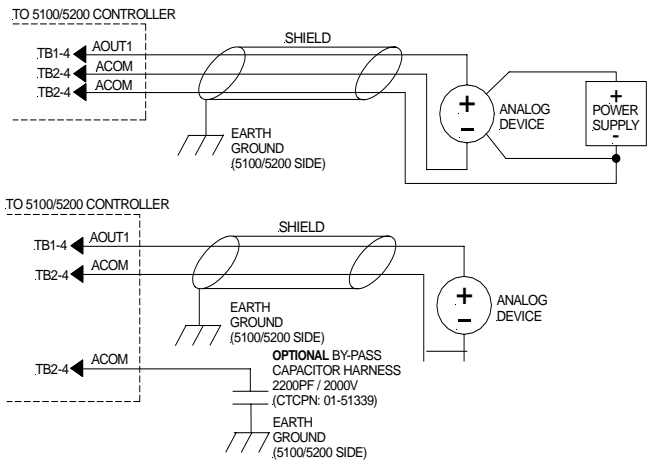 TO 5100/5200 CONTROLLER
TB1-4 AOUT1
TB2-4 ACOM
TB2-4 ACOM
SHIELD
EARTH
GROUND
(5100/5200 SIDE)
+
-
ANALOG
DEVICE
+
POWER
SUPPLY
-
TO 5100/5200 CONTROLLER
TB1-4 AOUT1
TB2-4 ACOM
SHIELD
EARTH
GROUND
(5100/5200 SIDE)
+
-
ANALOG
DEVICE
TB2-4 ACOM
OPTIONAL BY-PASS
CAPACITOR HARNESS
2200PF / 2000V
(CTCPN: 01-51339)
EARTH
GROUND
(5100/5200 SIDE)